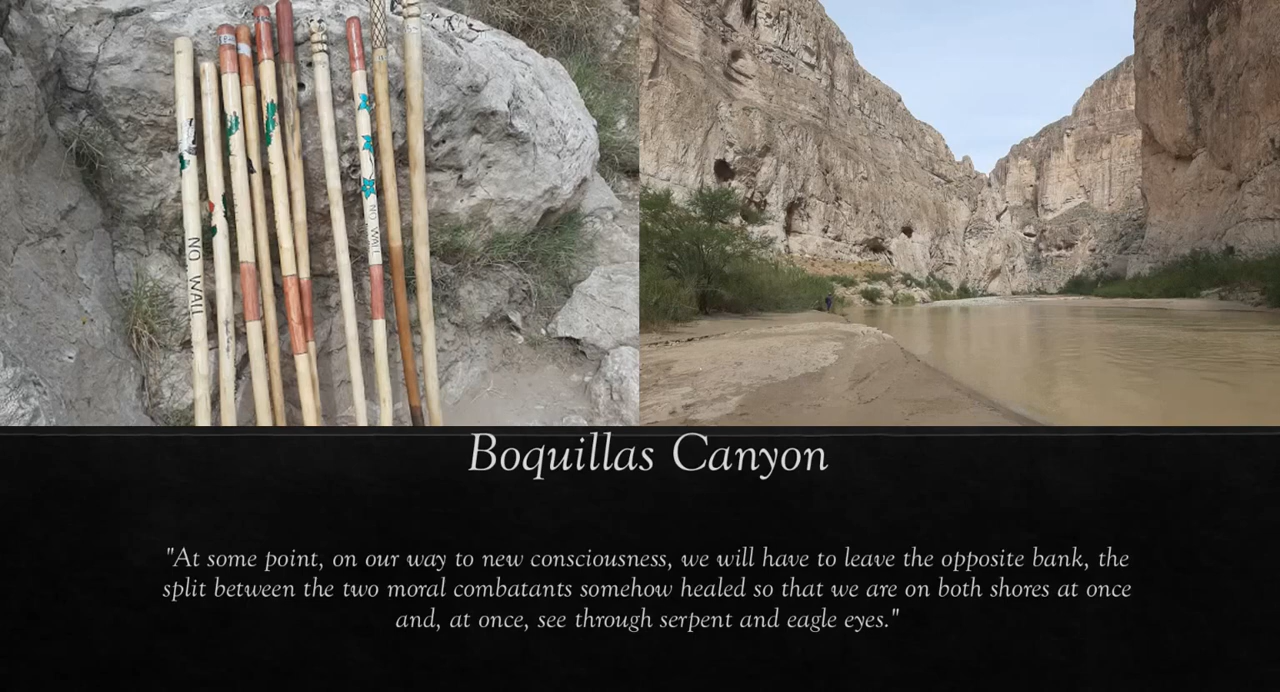 NO WALL
NO WALL
Boquillas Canyon
"At some point, on our way to new consciousness, we will have to leave the opposite bank, the
split between the two moral combatants somehow healed so that we are on both shores at once
and, at once, see through serpent and eagle eyes."